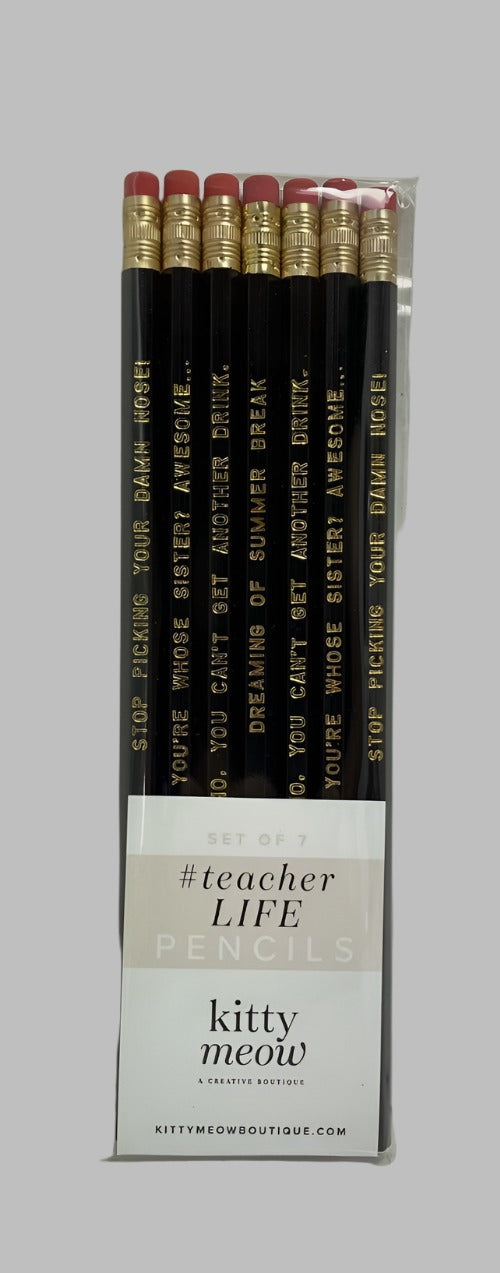 STOP PICKING YOUR DAMN NOSE!
YOU'RE WHOSE SISTER? AWESOME...
NO, YOU CAN'T GET ANOTHER DRINK.
DREAMING OF SUMMER BREAK
NO, YOU CAN'T GET ANOTHER DRINK.
YOU'RE WHOSE SISTER? AWESOME...
STOP PICKING YOUR DAMN NOSE!
SET OF 7
#teacher
LIFE
PENCILS
kitty
meow
A CREATIVE BOUTIQUE
KITTYMEOWBOUTIQUE.COM